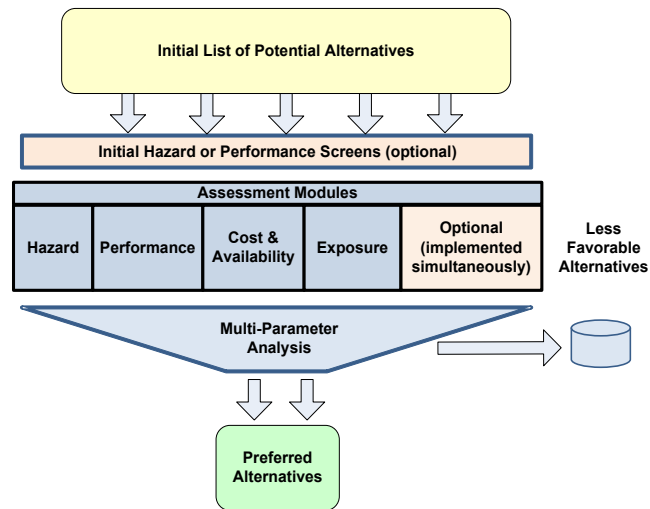 Initial List of Potential Alternatives
Initial Hazard or Performance Screens (optional)
Assessment Modules
Hazard
Performance
Cost &
Availability
Exposure
Optional
(implemented
simultaneously)
Less
Favorable
Alternatives
Multi-Parameter
Analysis
Preferred
Alternatives